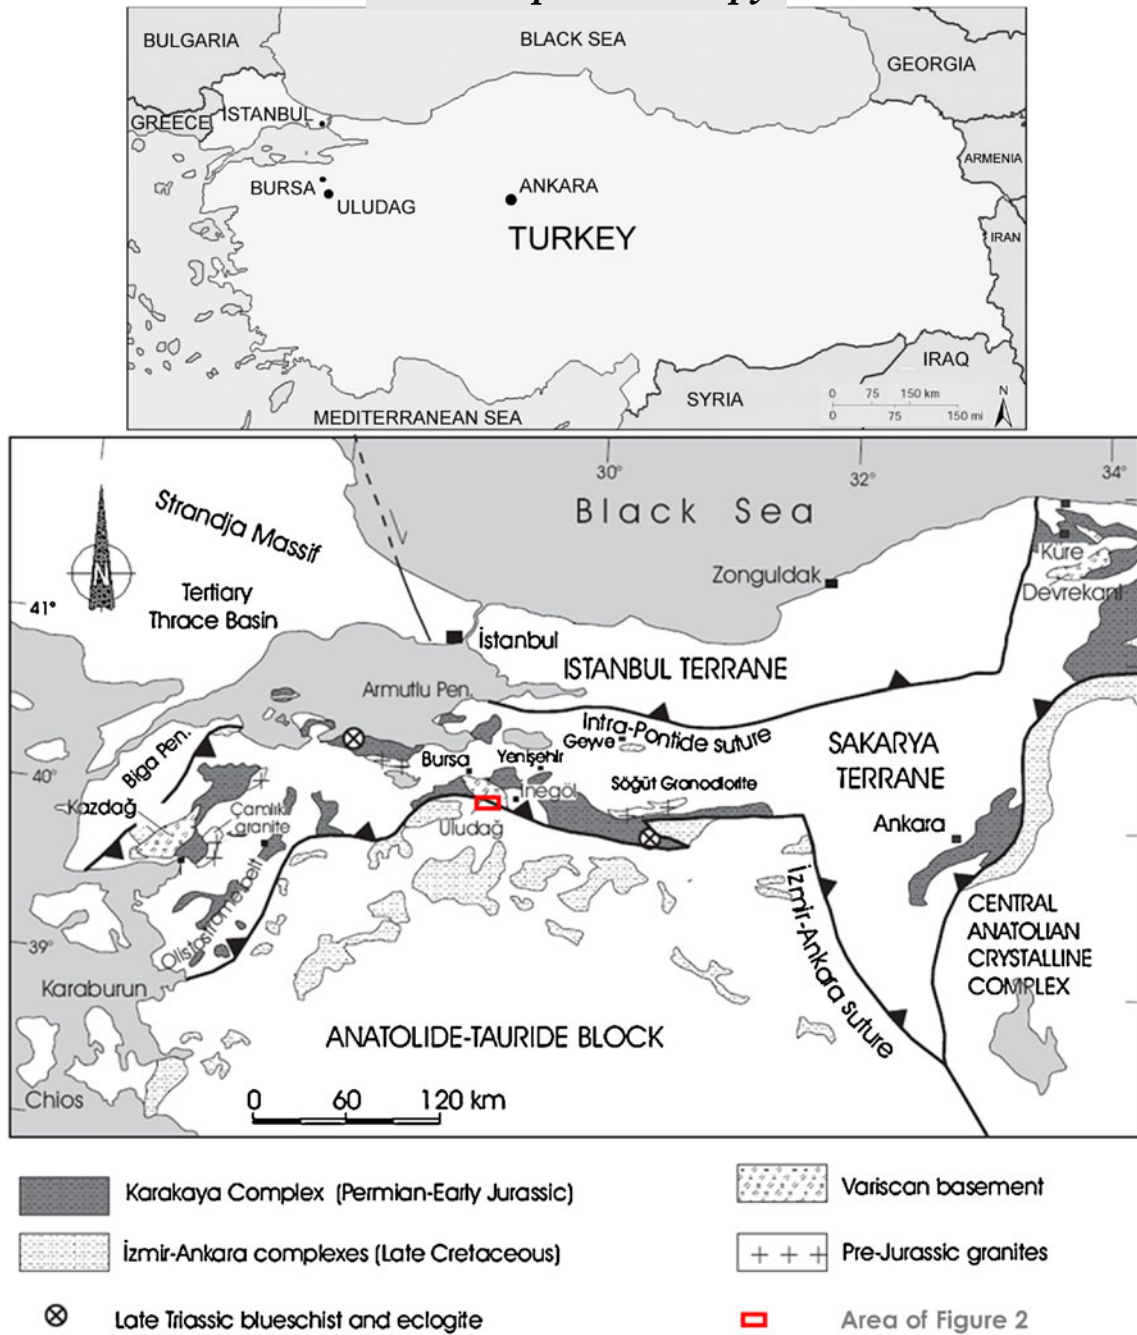 BULGARIA
BLACK SEA
GEORGIA
GREECE
ISTANBUL
ARMENIA
BURSA
ULUDAG
ANKARA
TURKEY
IRAN
IRAQ
SYRIA
MEDITERRANEAN SEA
0 75 150 km
0 75 150 mi
N
30°
32°
34°
Black Sea
Strandja Massif
N
Tertiary
Thrace Basin
41°
Zonguldak
Küre
Devrekani
İstanbul
ISTANBUL TERRANE
Armutlu Pen.
Intra-Pontide suture
Geyve
Biga Pen.
40°
Bursa
Yenişehir
SAKARYA
TERRANE
Söğüt Granodiorite
İnegöl
Kazdağ
Çamlık
granite
Uludağ
Ankara
Olistostrome belt
39°
Karaburun
İzmir-Ankara suture
CENTRAL
ANATOLIAN
CRYSTALLINE
COMPLEX
ANATOLIDE-TAURIDE BLOCK
Chios
0 60 120 km
Karakaya Complex (Permian-Early Jurassic)
Variscan basement
İzmir-Ankara complexes (Late Cretaceous)
Pre-Jurassic granites
Late Triassic blueschist and eclogite
Area of Figure 2